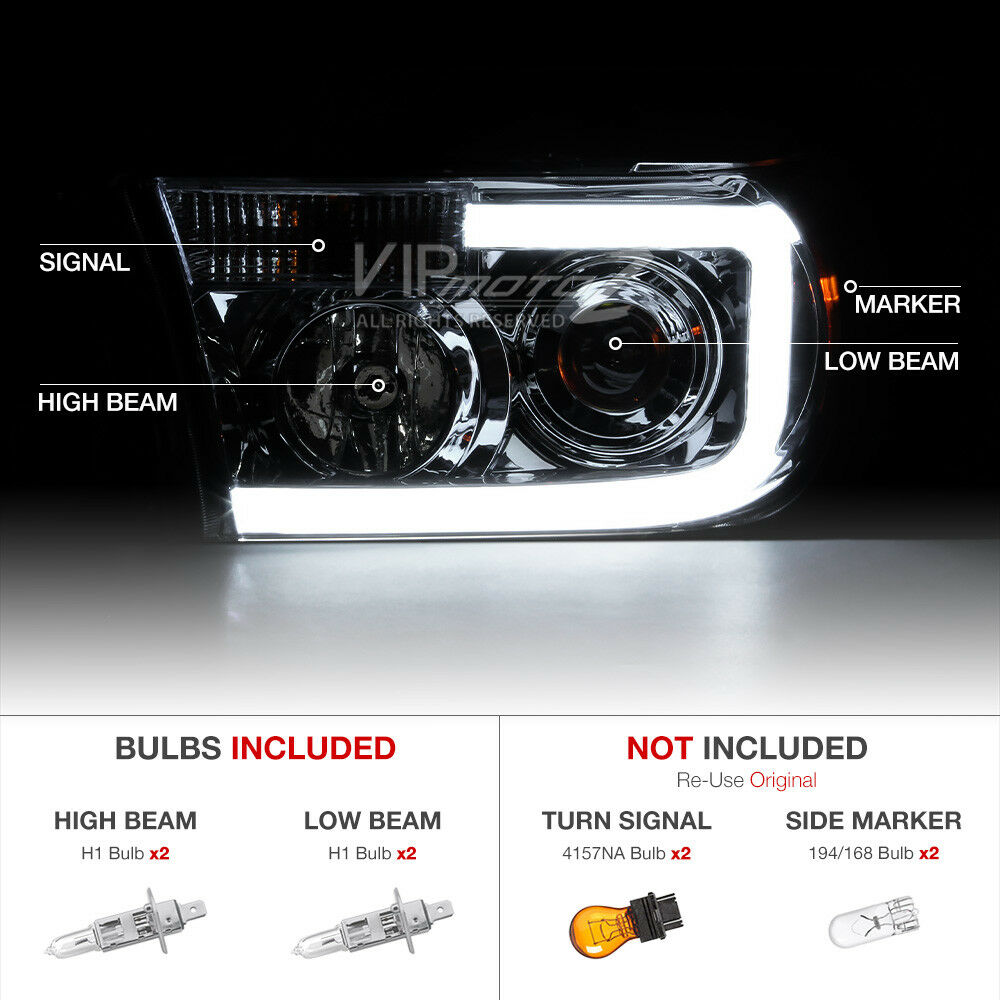 SIGNAL
VIPmoto
ALL RIGHTS RESERVED
MARKER
LOW BEAM
HIGH BEAM
BULBS INCLUDED
HIGH BEAM
H1 Bulb x2
LOW BEAM
H1 Bulb x2
NOT INCLUDED
Re-Use Original
TURN SIGNAL
4157NA Bulb x2
SIDE MARKER
194/168 Bulb x2